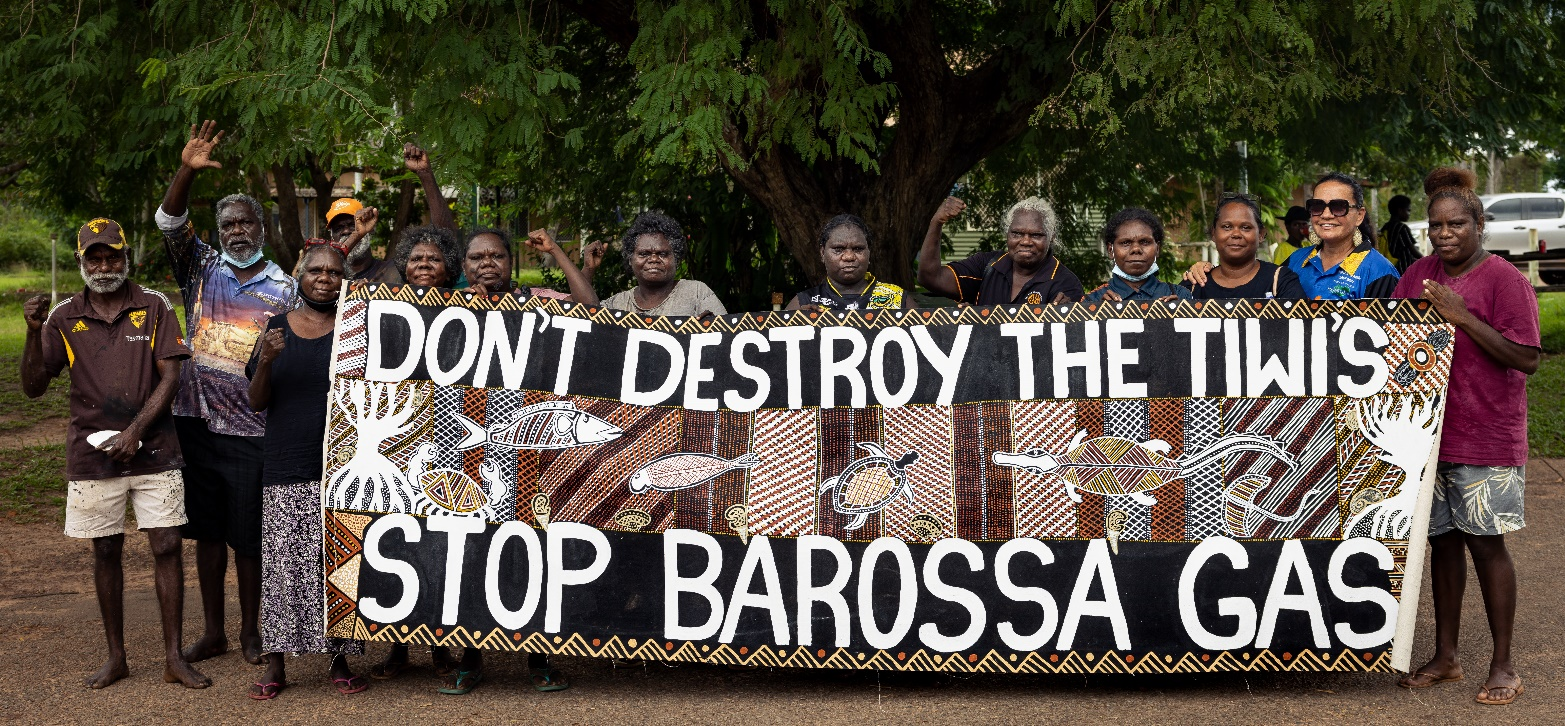 DON'T DESTROY THE TIWI'S
STOP BAROSSA GAS